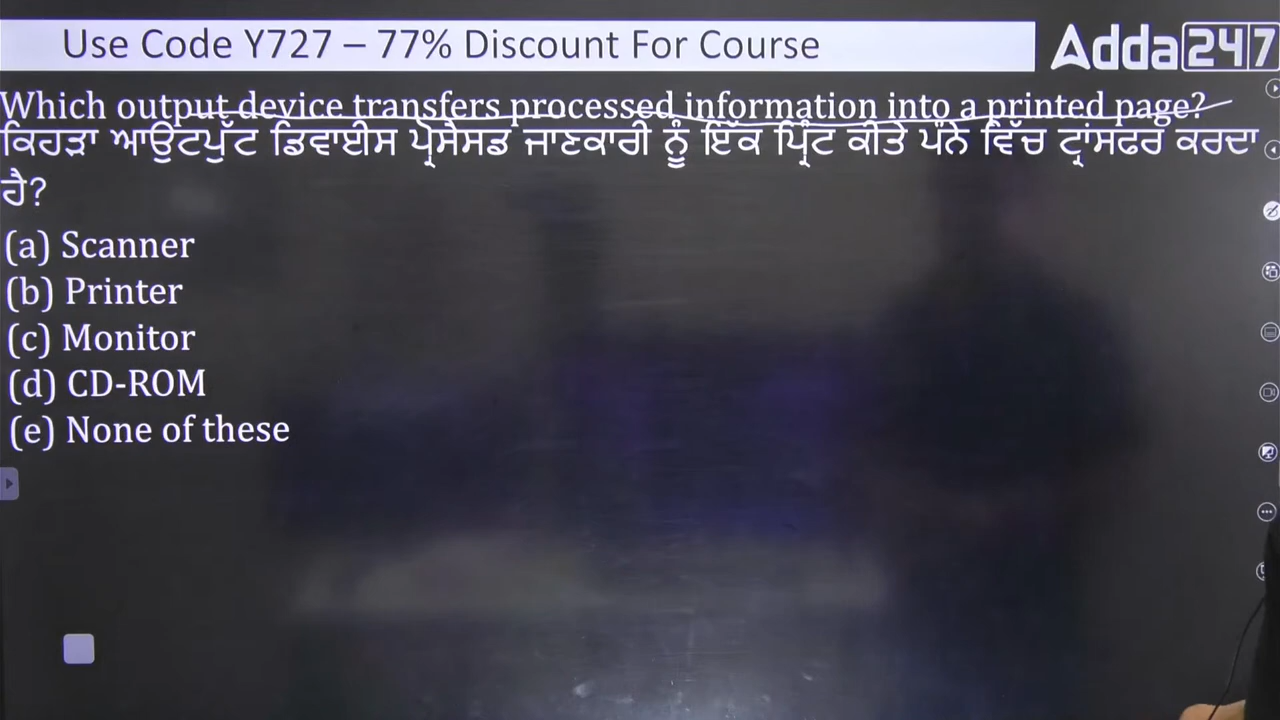 Use Code Y727 – 77% Discount For Course
Adda247
Which output device transfers processed information into a printed page?
ਕਿਹੜਾ ਆਉਟਪੁੱਟ ਡਿਵਾਈਸ ਪ੍ਰੋਸੈਸਡ ਜਾਣਕਾਰੀ ਨੂੰ ਇੱਕ ਪ੍ਰਿੰਟ ਕੀਤੇ ਪੰਨੇ ਵਿੱਚ ਟ੍ਰਾਂਸਫਰ ਕਰਦਾ
ਹੈ?
(a) Scanner
(b) Printer
(c) Monitor
(d) CD-ROM
(e) None of these